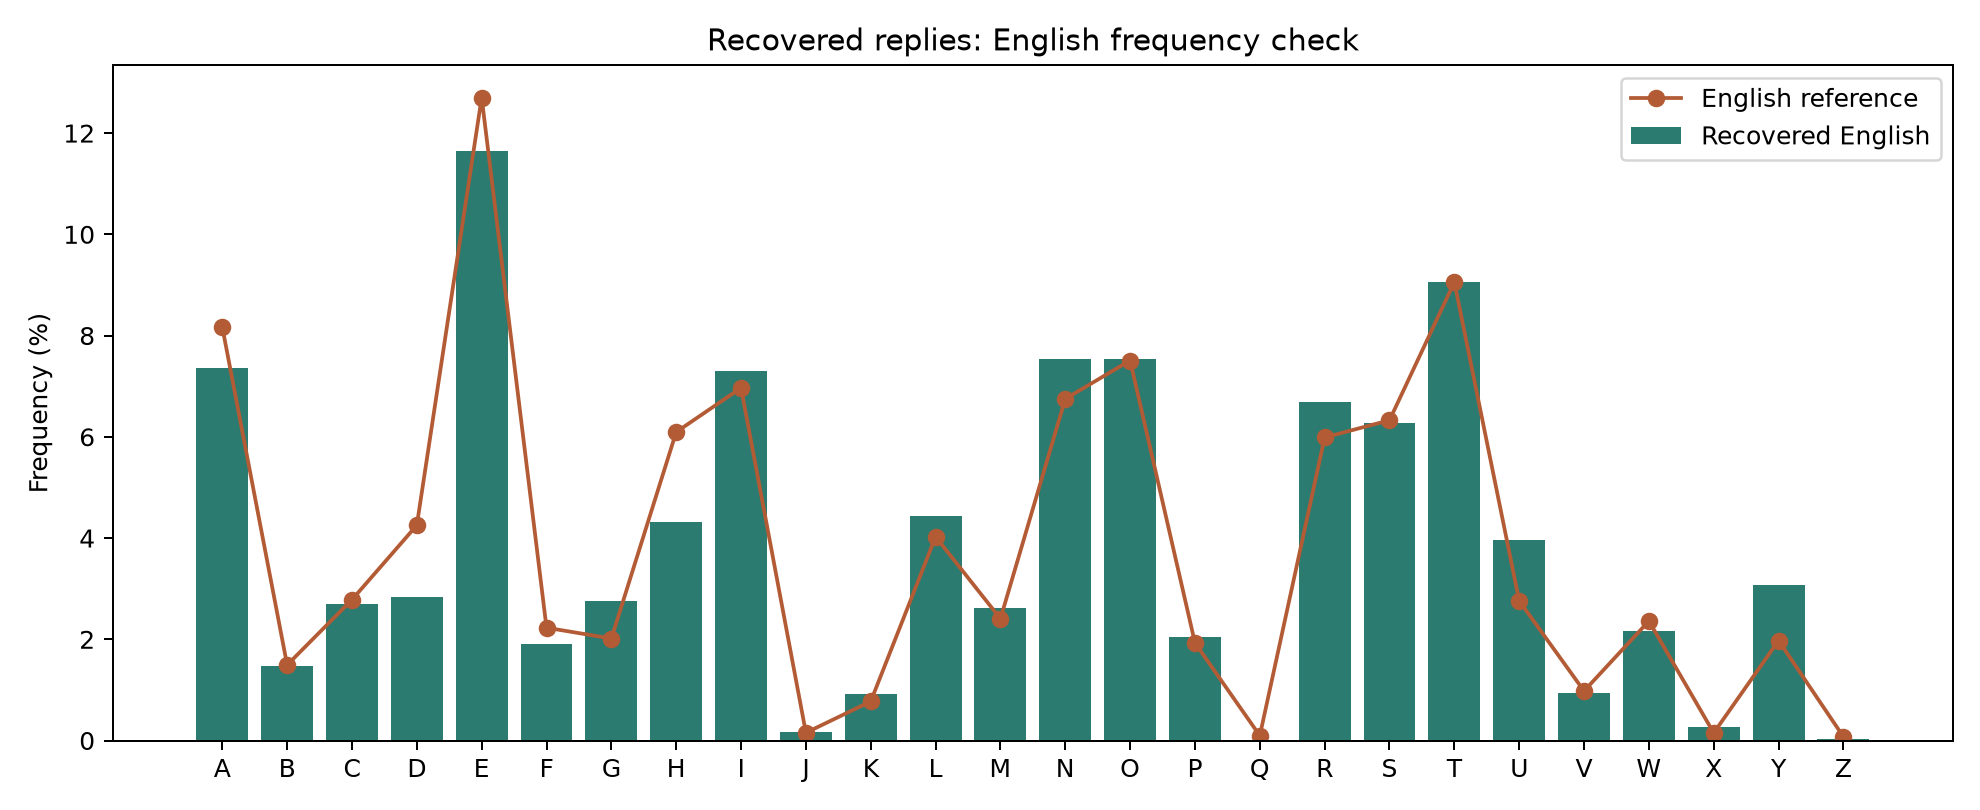 Recovered replies: English frequency check
English reference
Recovered English
Frequency (%)
12
10
8
6
4
2
0
A B C D E F G H I J K L M N O P Q R S T U V W X Y Z